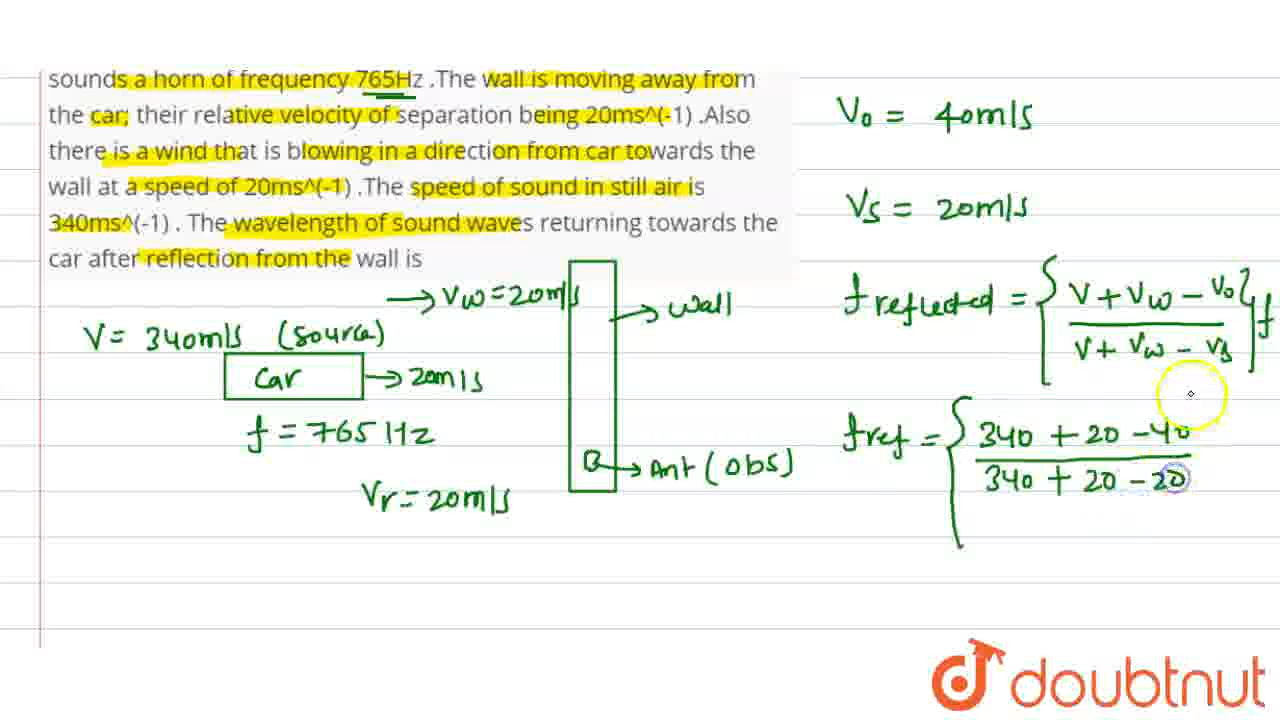 sounds a horn of frequency 765Hz .The wall is moving away from
the car; their relative velocity of separation being 20ms^(-1) .Also
there is a wind that is blowing in a direction from car towards the
wall at a speed of 20ms^(-1) .The speed of sound in still air is
340ms^(-1) . The wavelength of sound waves returning towards the
car after reflection from the wall is
→ Vw = 20m/s
→ wall
V = 340m/s (source)
Car → 20m/s
f = 765 Hz
→ Ant (obs)
Vr = 20m/s
Vo = 40m/s
Vs = 20m/s
f reflected = { V + Vw - Vo / V + Vw - Vs } f
f ref = { 340 + 20 - 40 / 340 + 20 - 20
doubtnut